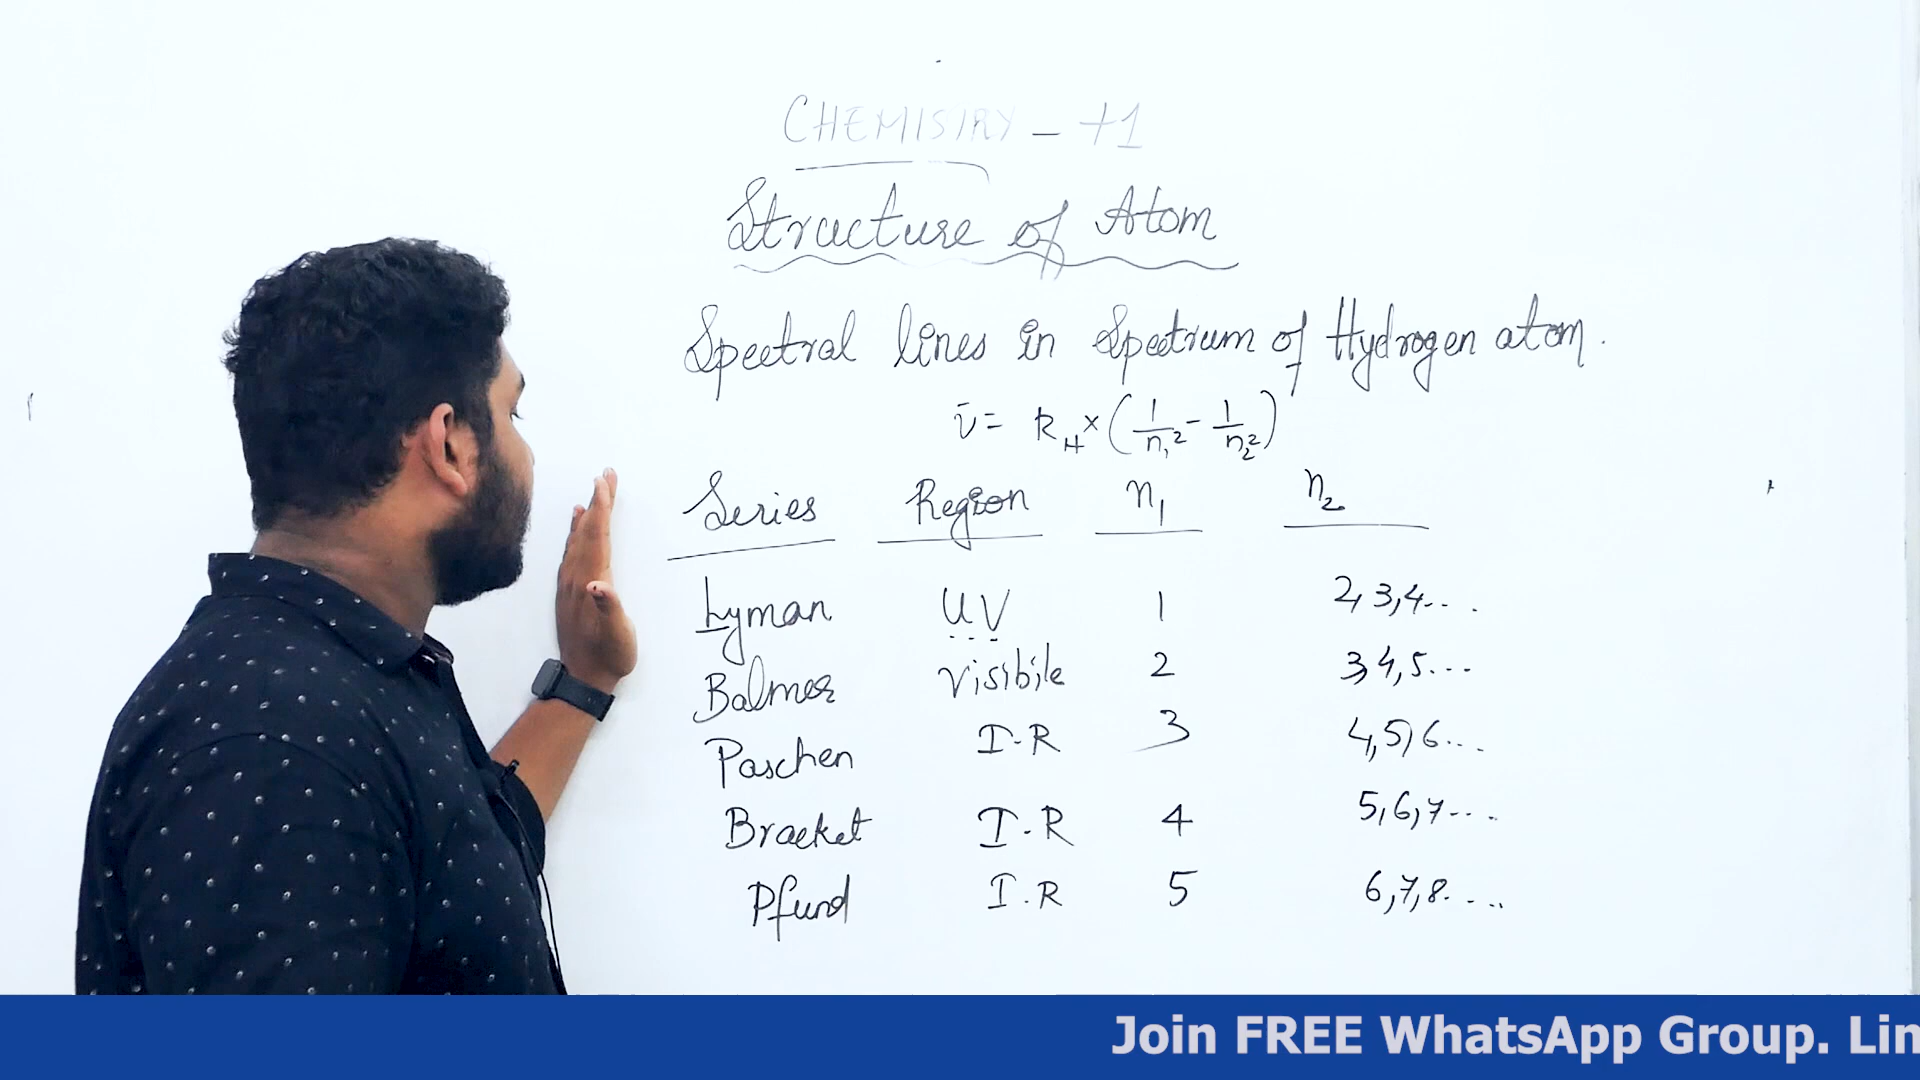 CHEMISTRY - +1
Structure of Atom
Spectral lines in Spectrum of Hydrogen atom.
ν̄ = R_H × (1/n₁² - 1/n₂²)
Series Region n₁ n₂
Lyman UV 1 2,3,4...
Balmer Visibile 2 3,4,5...
Paschen I-R 3 4,5,6...
Bracket I-R 4 5,6,7....
Pfund I.R 5 6,7,8.....
Join FREE WhatsApp Group. Lin